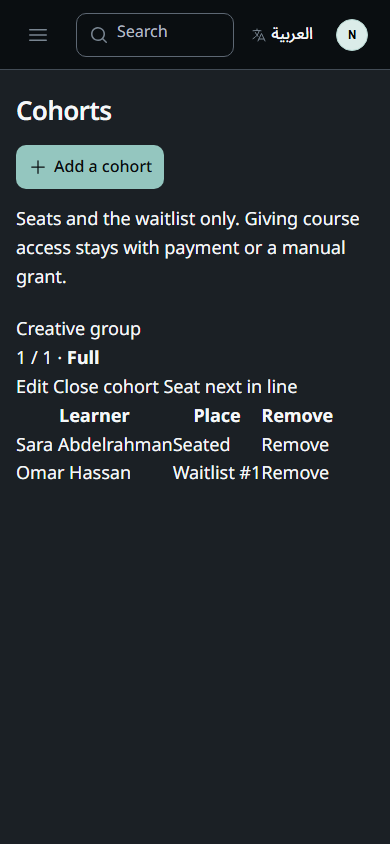 Search
العربية
N
Cohorts
Add a cohort
Seats and the waitlist only. Giving course
access stays with payment or a manual
grant.
Creative group
1 / 1 · Full
Edit Close cohort Seat next in line
Learner Place Remove
Sara Abdelrahman Seated Remove
Omar Hassan Waitlist #1 Remove